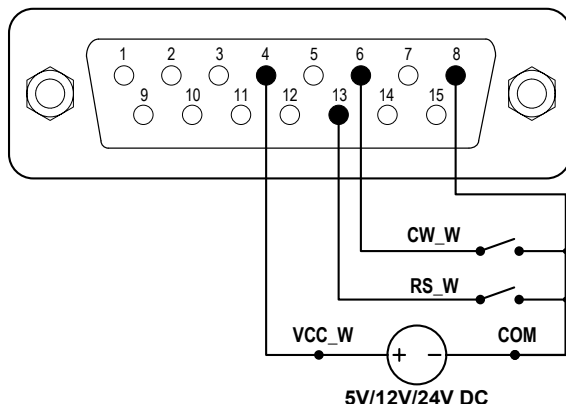 1 2 3 4 5 6 7 8
9 10 11 12 13 14 15
CW_W
RS_W
VCC_W COM
+ −
5V/12V/24V DC